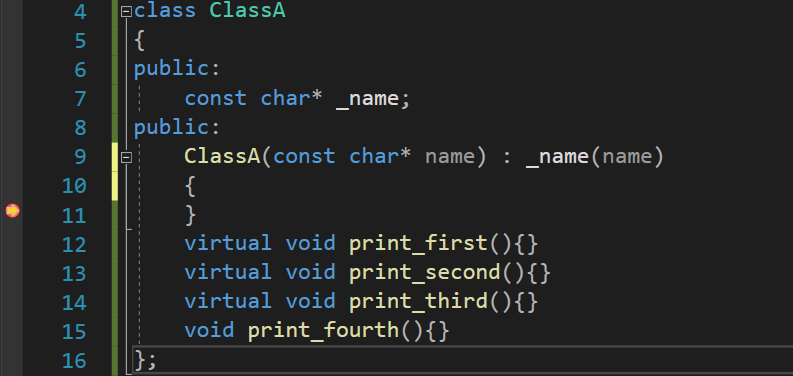 4 class ClassA
5 {
6 public:
7 const char* _name;
8 public:
9 ClassA(const char* name) : _name(name)
10 {
11 }
12 virtual void print_first(){}
13 virtual void print_second(){}
14 virtual void print_third(){}
15 void print_fourth(){}
16 };